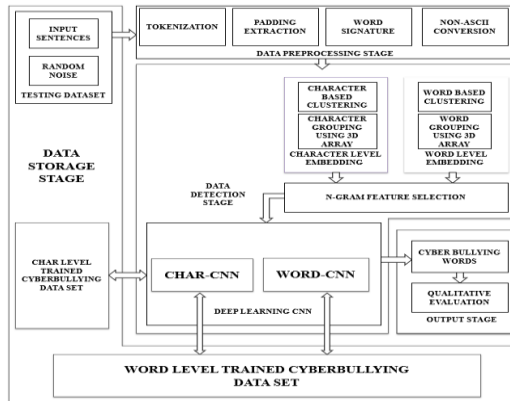 INPUT
SENTENCES
RANDOM
NOISE
TESTING DATASET
DATA
STORAGE
STAGE
CHAR LEVEL
TRAINED
CYBERBULLYING
DATA SET
TOKENIZATION
PADDING
EXTRACTION
WORD
SIGNATURE
NON-ASCII
CONVERSION
DATA PREPROCESSING STAGE
CHARACTER
BASED
CLUSTERING
CHARACTER
GROUPING
USING 3D
ARRAY
CHARACTER LEVEL
EMBEDDING
WORD BASED
CLUSTERING
WORD
GROUPING
USING 3D
ARRAY
WORD LEVEL
EMBEDDING
DATA
DETECTION
STAGE
N-GRAM FEATURE SELECTION
CHAR-CNN
WORD-CNN
DEEP LEARNING CNN
CYBER BULLYING
WORDS
QUALITATIVE
EVALUATION
OUTPUT STAGE
WORD LEVEL TRAINED CYBERBULLYING
DATA SET